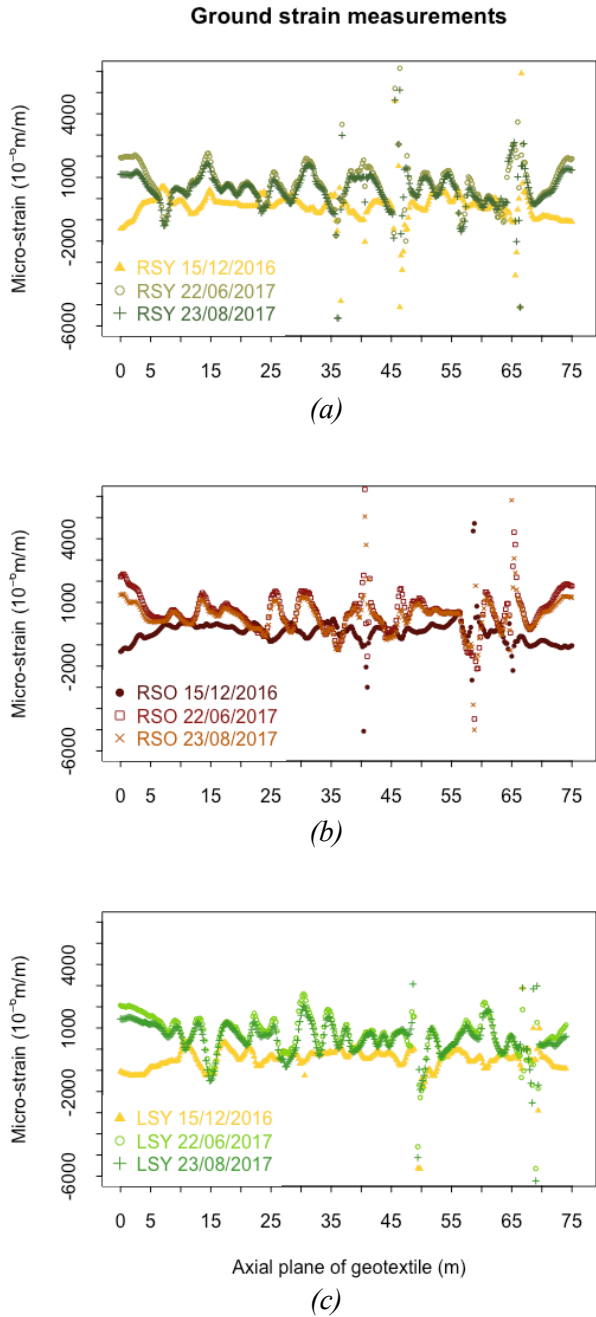 Ground strain measurements
Micro-strain (10⁻⁶m/m)
4000
1000
-2000
-6000
RSY 15/12/2016
RSY 22/06/2017
RSY 23/08/2017
0 5 15 25 35 45 55 65 75
(a)
Micro-strain (10⁻⁶m/m)
4000
1000
-2000
-6000
RSO 15/12/2016
RSO 22/06/2017
RSO 23/08/2017
0 5 15 25 35 45 55 65 75
(b)
Micro-strain (10⁻⁶m/m)
4000
1000
-2000
-6000
LSY 15/12/2016
LSY 22/06/2017
LSY 23/08/2017
0 5 15 25 35 45 55 65 75
Axial plane of geotextile (m)
(c)